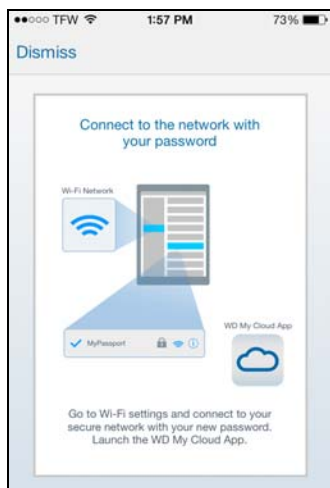 TFW 1:57 PM 73%
Dismiss
Connect to the network with
your password
Wi-Fi Network
MyPassport
WD My Cloud App
Go to Wi-Fi settings and connect to your
secure network with your new password.
Launch the WD My Cloud App.